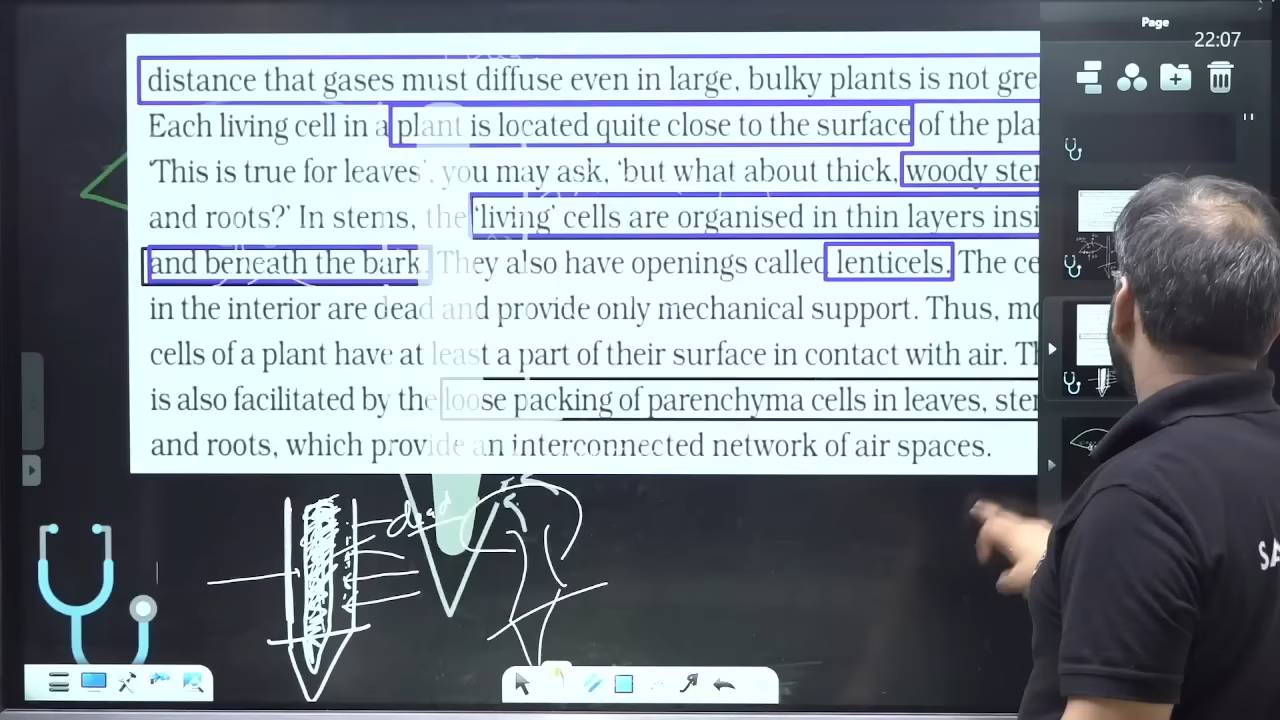 Page
22:07
distance that gases must diffuse even in large, bulky plants is not gre
Each living cell in a plant is located quite close to the surface of the pla
‘This is true for leaves’, you may ask, ‘but what about thick, woody ste
and roots?’ In stems, the ‘living’ cells are organised in thin layers insi
and beneath the bark. They also have openings called lenticels. The ce
in the interior are dead and provide only mechanical support. Thus, mo
cells of a plant have at least a part of their surface in contact with air. Th
is also facilitated by the loose packing of parenchyma cells in leaves, ste
and roots, which provide an interconnected network of air spaces.
dead
SA